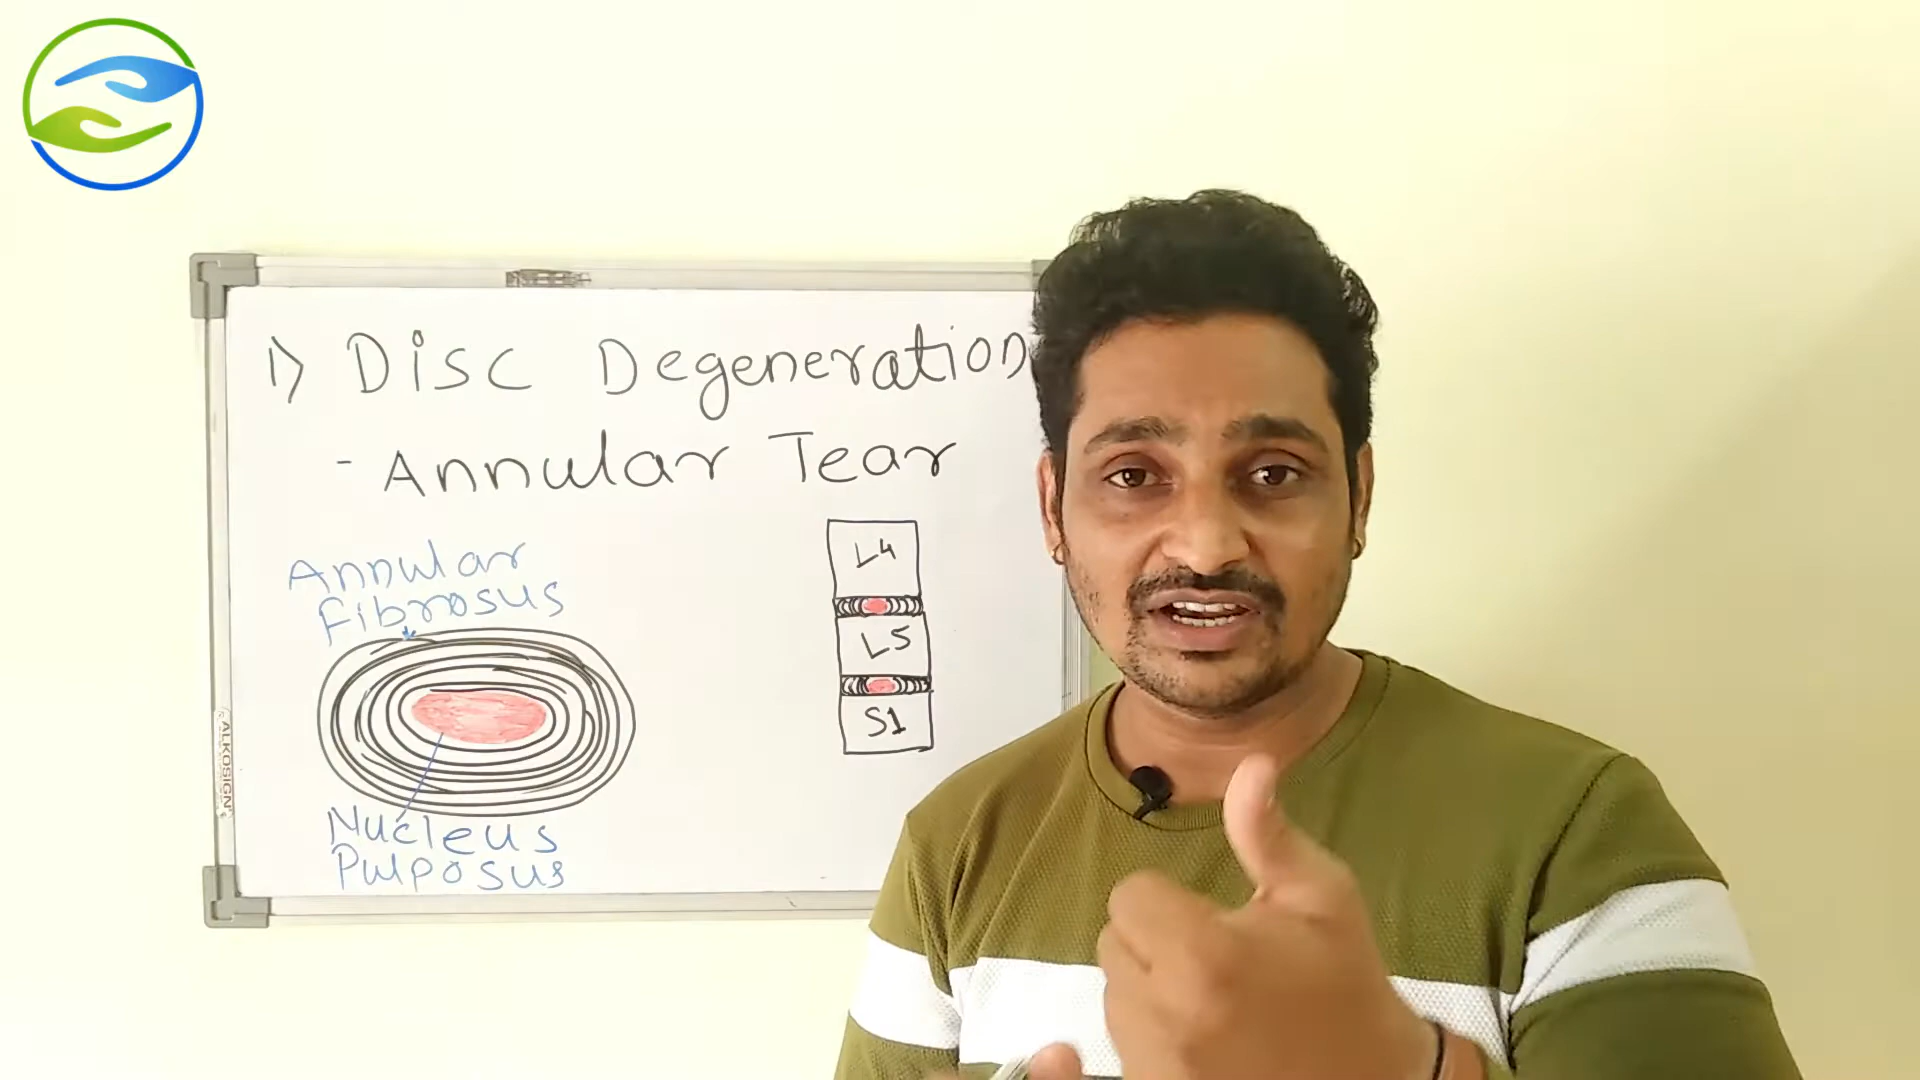 1) Disc Degeneration
- Annular Tear
Annular
Fibrosus
L4
L5
S1
Nucleus
Pulposus
ALKOSIGN